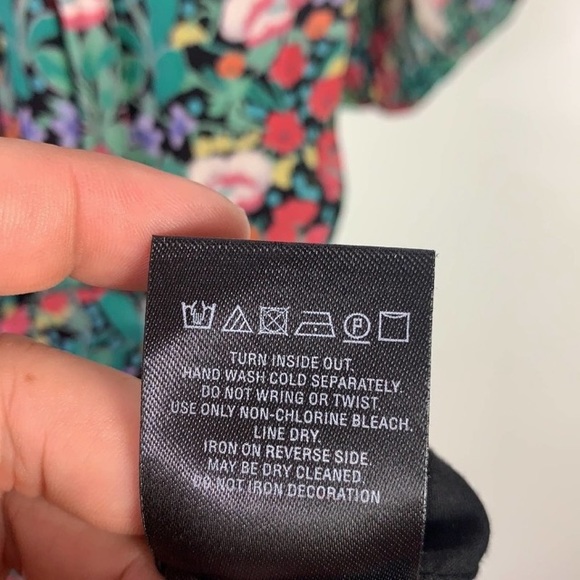 P
TURN INSIDE OUT.
HAND WASH COLD SEPARATELY.
DO NOT WRING OR TWIST.
USE ONLY NON-CHLORINE BLEACH.
LINE DRY.
IRON ON REVERSE SIDE.
MAY BE DRY CLEANED.
DO NOT IRON DECORATION